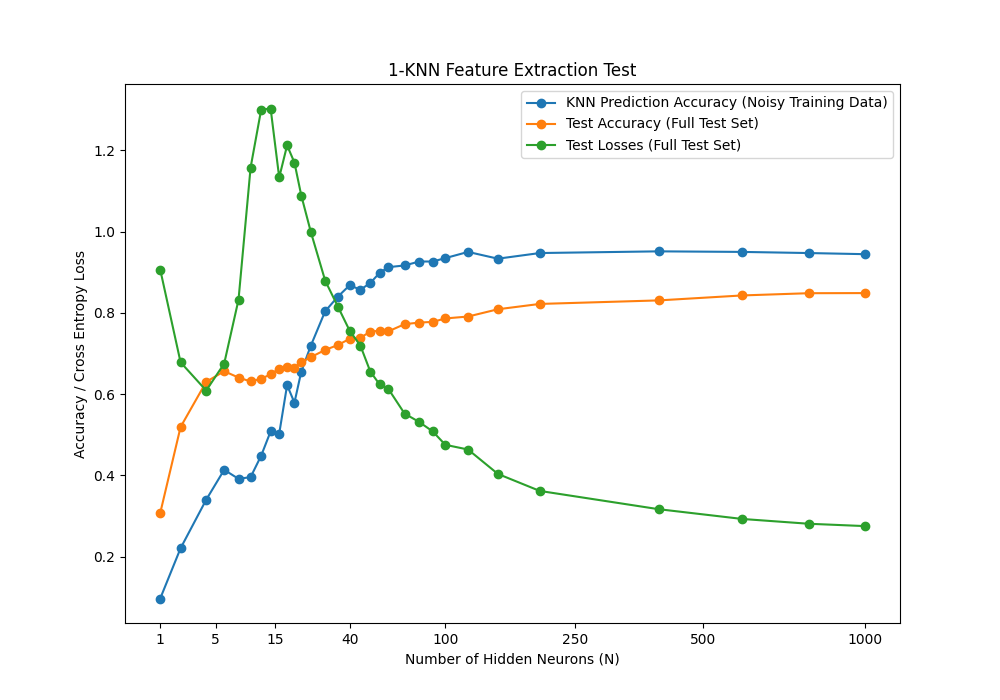 1-KNN Feature Extraction Test
KNN Prediction Accuracy (Noisy Training Data)
Test Accuracy (Full Test Set)
Test Losses (Full Test Set)
Accuracy / Cross Entropy Loss
1.2
1.0
0.8
0.6
0.4
0.2
1 5 15 40 100 250 500 1000
Number of Hidden Neurons (N)